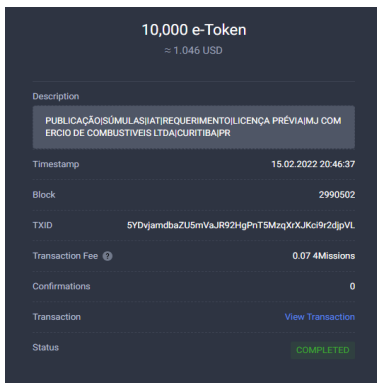 10,000 e-Token
≈ 1.046 USD
Description
PUBLICAÇÃO|SÚMULAS|IAT|REQUERIMENTO|LICENÇA PRÉVIA|MJ COM
ERCIO DE COMBUSTIVEIS LTDA|CURITIBA|PR
Timestamp 15.02.2022 20:46:37
Block 2990502
TXID 5YDvjamdbaZU5mVaJR92HgPnT5MzqXrXJKci9r2djpVL
Transaction Fee ? 0.07 4Missions
Confirmations 0
Transaction View Transaction
Status COMPLETED